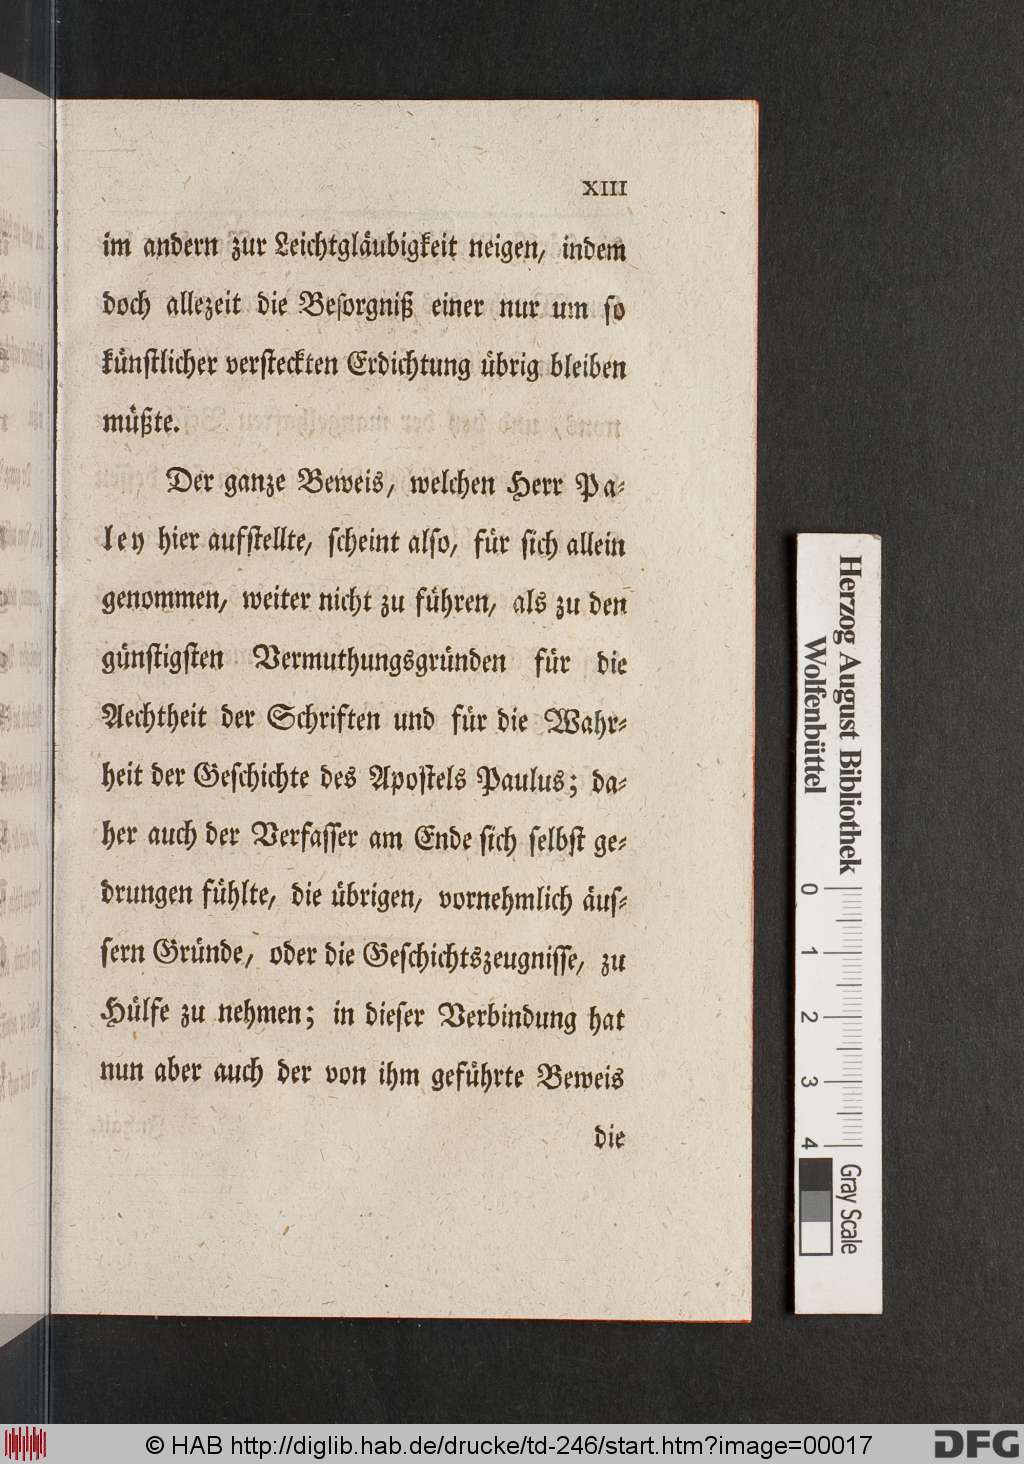 XIII
im andern zur Leichtgläubigkeit neigen, indem
doch allezeit die Beſorgniß einer nur um ſo
künſtlicher verſteckten Erdichtung übrig bleiben
müßte.
Der ganze Beweis, welchen Herr Pa-
ley hier aufſtellte, ſcheint alſo, für ſich allein
genommen, weiter nicht zu führen, als zu den
günſtigſten Vermuthungsgründen für die
Aechtheit der Schriften und für die Wahr-
heit der Geſchichte des Apoſtels Paulus; da-
her auch der Verfaſſer am Ende ſich ſelbſt ge-
drungen fühlte, die übrigen, vornehmlich äuſ-
ſern Gründe, oder die Geſchichtszeugniſſe, zu
Hülfe zu nehmen; in dieſer Verbindung hat
nun aber auch der von ihm geführte Beweis
die
Herzog August Bibliothek
Wolfenbüttel
0 1 2 3 4
Gray Scale
© HAB http://diglib.hab.de/drucke/td-246/start.htm?image=00017
DFG